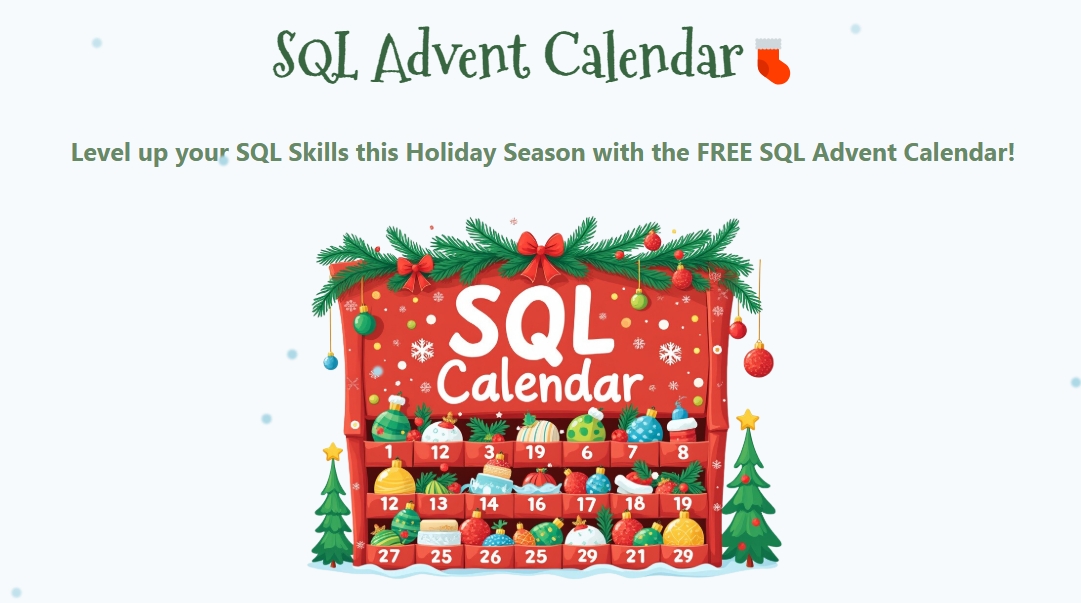 SQL Advent Calendar
Level up your SQL Skills this Holiday Season with the FREE SQL Advent Calendar!
SQL
Calendar
1 12 3 19 6 7 8
12 13 14 16 17 18 19
27 25 26 25 29 21 29